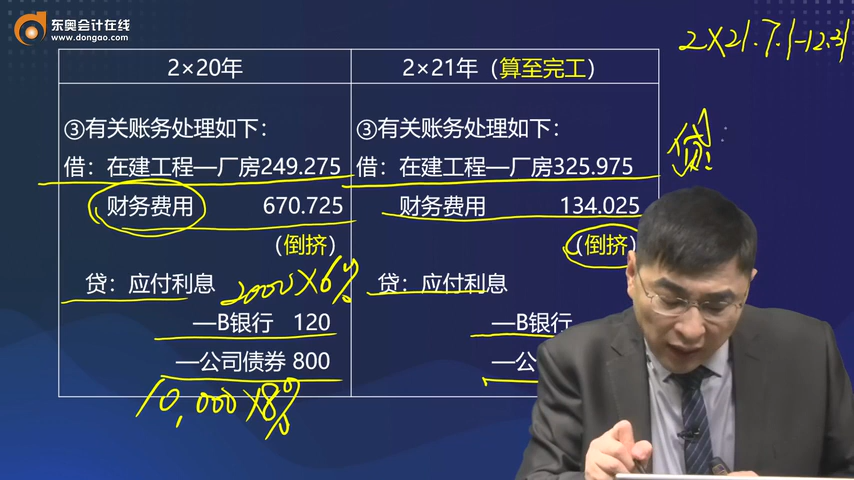 东奥会计在线
www.dongao.com
2×21.7.1-12.31
2×20年
2×21年（算至完工）
③有关账务处理如下：
③有关账务处理如下：
借：在建工程—厂房249.275
借：在建工程—厂房325.975
贷：
财务费用 670.725
财务费用 134.025
（倒挤）
（倒挤）
贷：应付利息
贷：应付利息
2000×6%
—B银行 120
—B银行
—公司债券 800
—公
10,000×8%